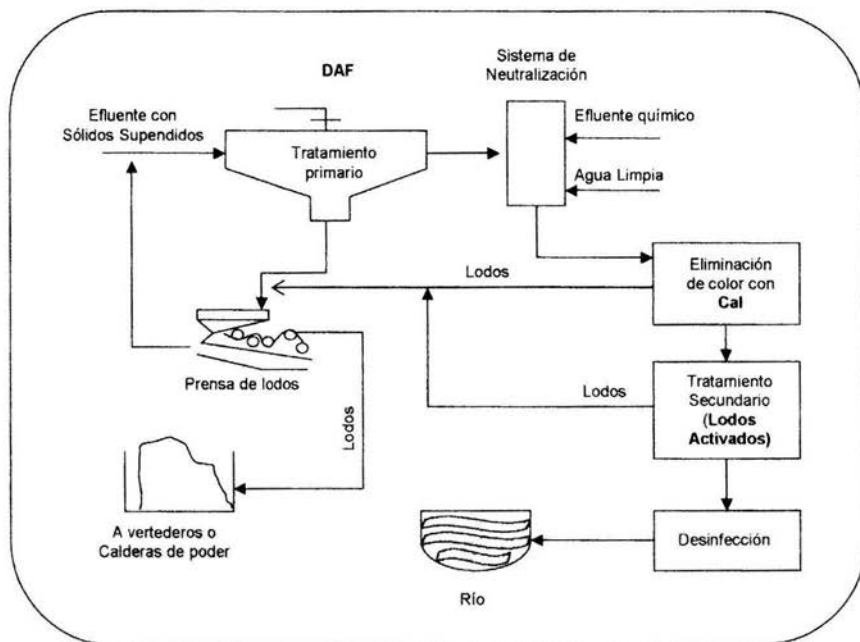 DAF
Sistema de
Neutralización
Efluente con
Sólidos Supendidos
Tratamiento
primario
Efluente químico
Agua Limpia
Lodos
Eliminación
de color con
Cal
Prensa de lodos
Lodos
Lodos
Tratamiento
Secundario
(Lodos
Activados)
A vertederos o
Calderas de poder
Río
Desinfección